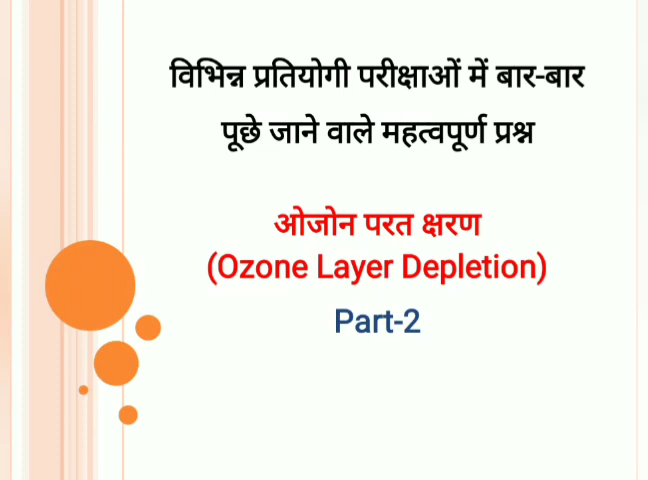 विभिन्न प्रतियोगी परीक्षाओं में बार-बार
पूछे जाने वाले महत्वपूर्ण प्रश्न
ओजोन परत क्षरण
(Ozone Layer Depletion)
Part-2